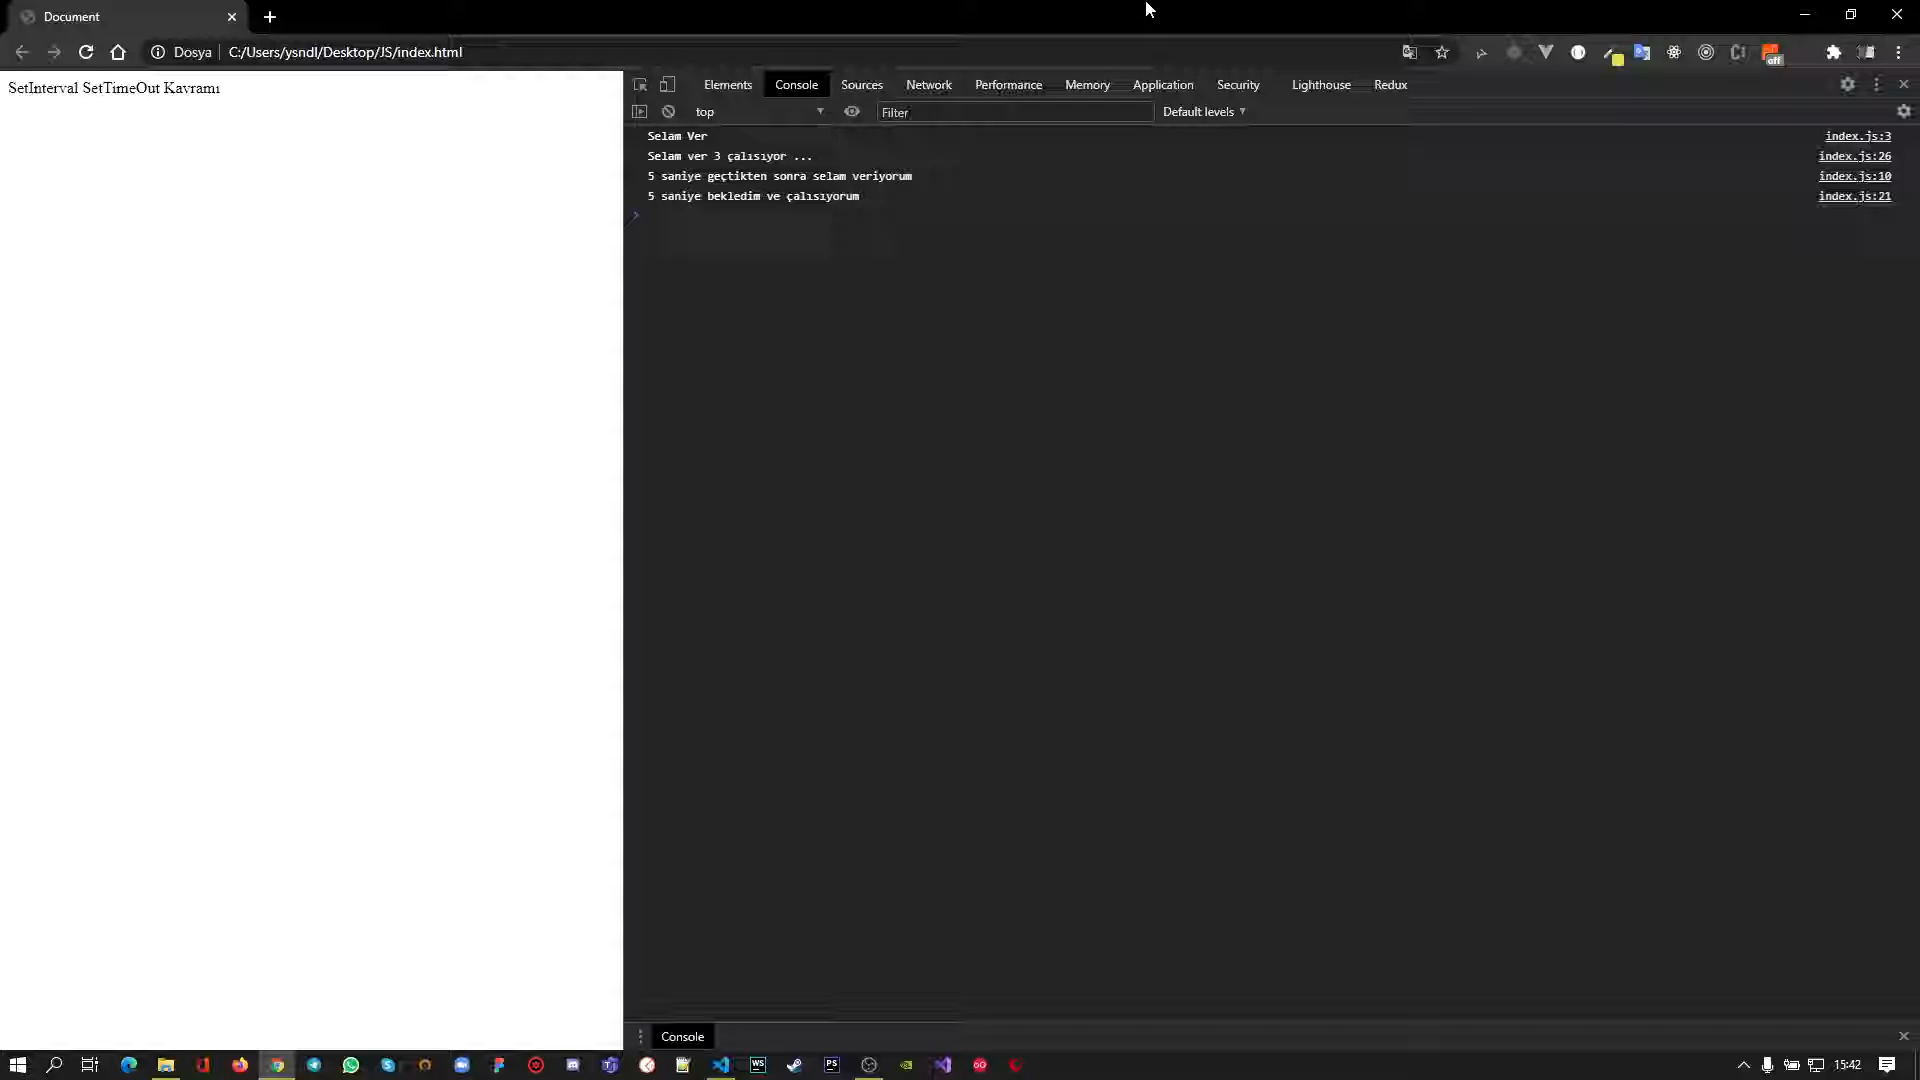 Document
Dosya
C:/Users/ysndl/Desktop/JS/index.html
SetInterval SetTimeOut Kavramı
Elements Console Sources Network Performance Memory Application Security Lighthouse Redux
top
Filter
Default levels
Selam Ver index.js:3
Selam ver 3 çalısıyor ... index.js:26
5 saniye geçtikten sonra selam veriyorum index.js:10
5 saniye bekledim ve çalısıyorum index.js:21
off
Console
WS
PS
15:42